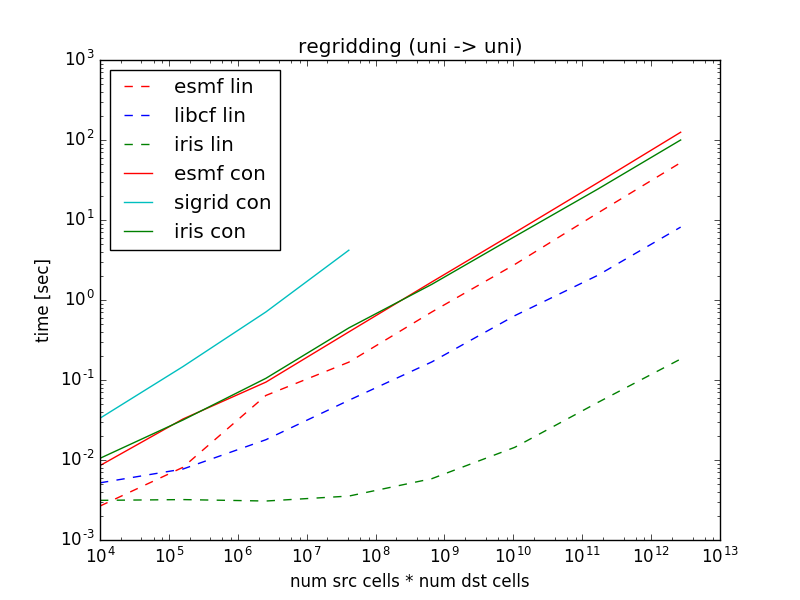 regridding (uni -> uni)
10^3
10^2
10^1
10^0
10^-1
10^-2
10^-3
time [sec]
esmf lin
libcf lin
iris lin
esmf con
sigrid con
iris con
10^4 10^5 10^6 10^7 10^8 10^9 10^10 10^11 10^12 10^13
num src cells * num dst cells